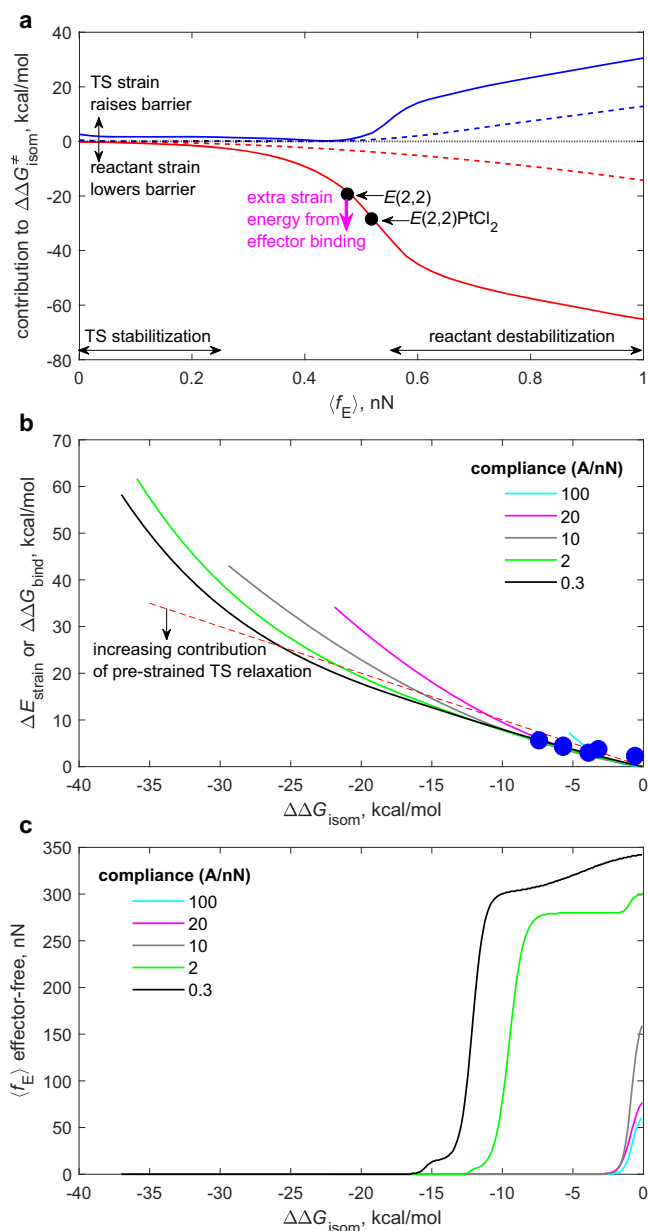 a
contribution to ΔΔG≠isom, kcal/mol
40
20
0
-20
-40
-60
-80
TS strain
raises barrier
reactant strain
lowers barrier
extra strain
energy from
effector binding
E(2,2)
E(2,2)PtCl2
TS stabilitization
reactant destabilitization
0
0.2
0.4
0.6
0.8
1
⟨fE⟩, nN
b
ΔEstrain or ΔΔGbind, kcal/mol
70
60
50
40
30
20
10
0
compliance (A/nN)
100
20
10
2
0.3
increasing contribution
of pre-strained TS relaxation
-40
-35
-30
-25
-20
-15
-10
-5
0
ΔΔGisom, kcal/mol
c
⟨fE⟩ effector-free, nN
350
300
250
200
150
100
50
0
compliance (A/nN)
100
20
10
2
0.3
-40
-35
-30
-25
-20
-15
-10
-5
0
ΔΔGisom, kcal/mol